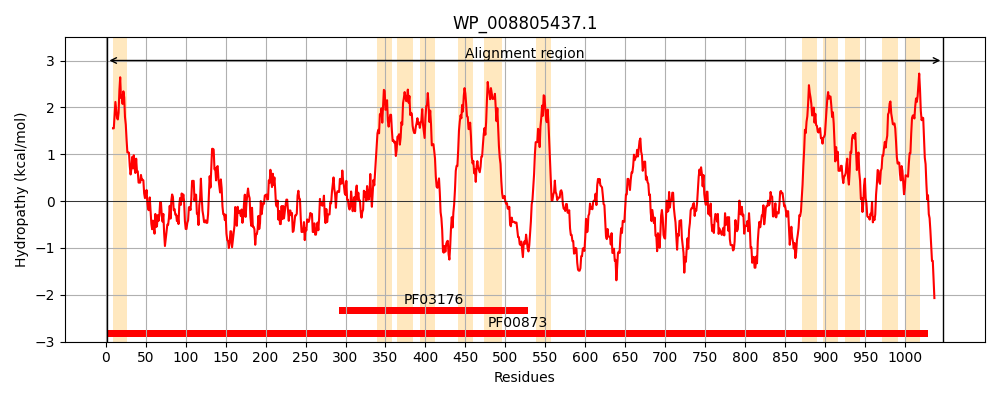 WP_008805437.1
Alignment region
3
2
1
0
−1
−2
−3
Hydropathy (kcal/mol)
PF03176
PF00873
0 50 100 150 200 250 300 350 400 450 500 550 600 650 700 750 800 850 900 950 1000
Residues